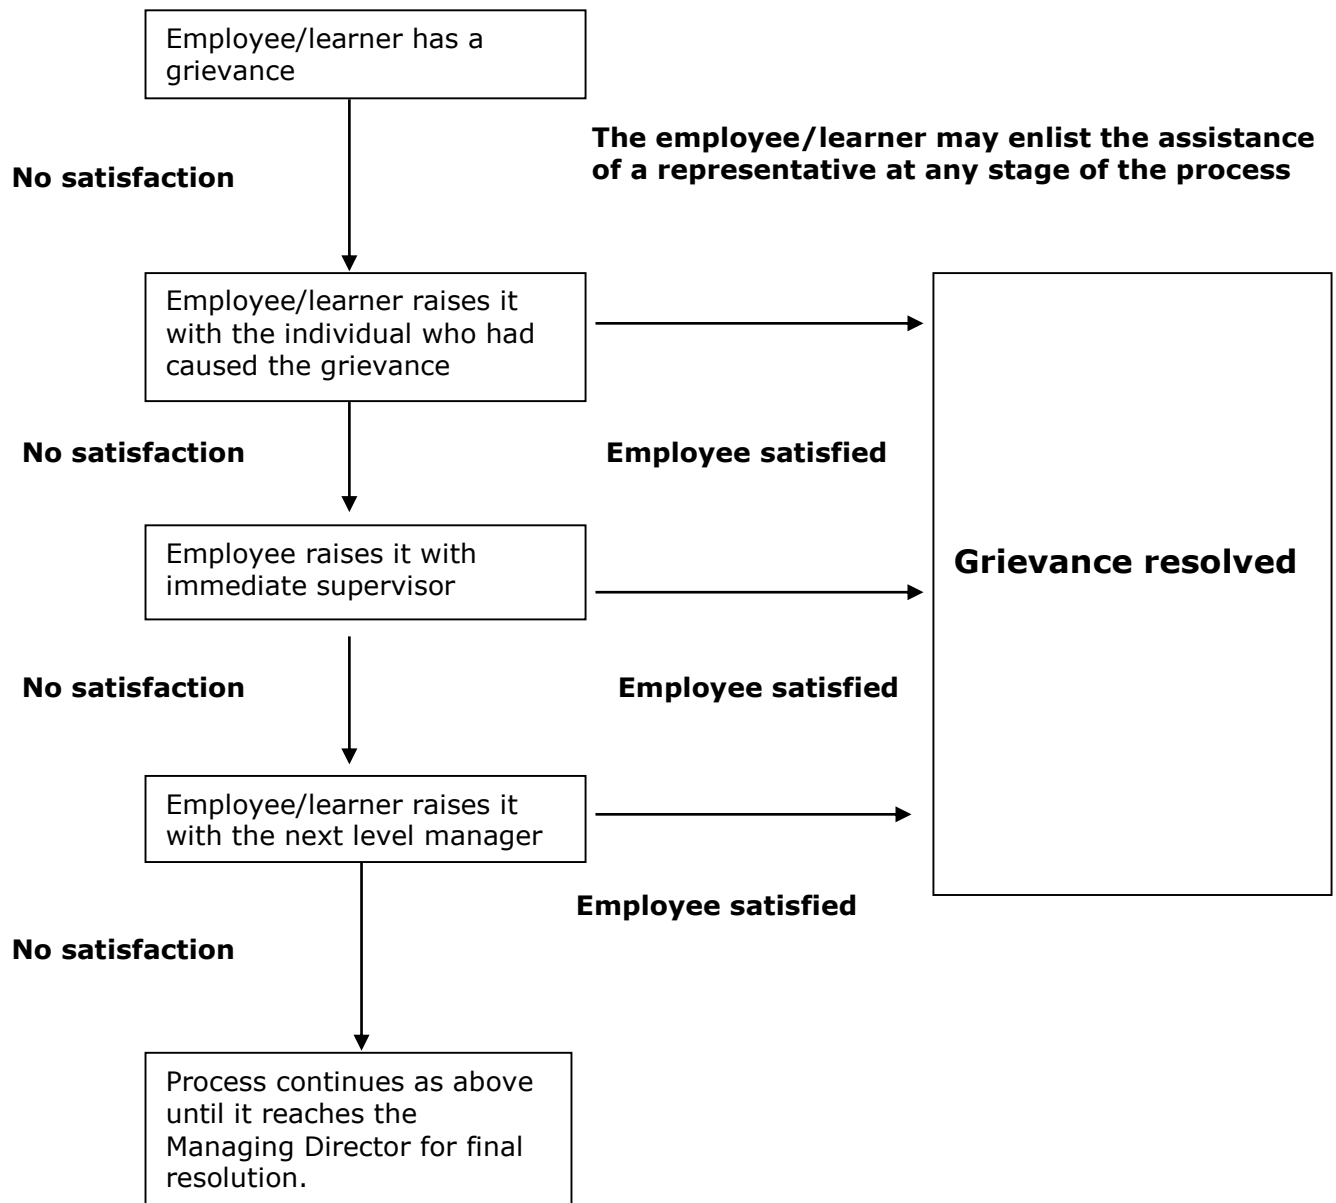 Employee/learner has a
grievance
The employee/learner may enlist the assistance
of a representative at any stage of the process
No satisfaction
Employee/learner raises it
with the individual who had
caused the grievance
No satisfaction
Employee satisfied
Employee raises it with
immediate supervisor
Grievance resolved
No satisfaction
Employee satisfied
Employee/learner raises it
with the next level manager
Employee satisfied
No satisfaction
Process continues as above
until it reaches the
Managing Director for final
resolution.